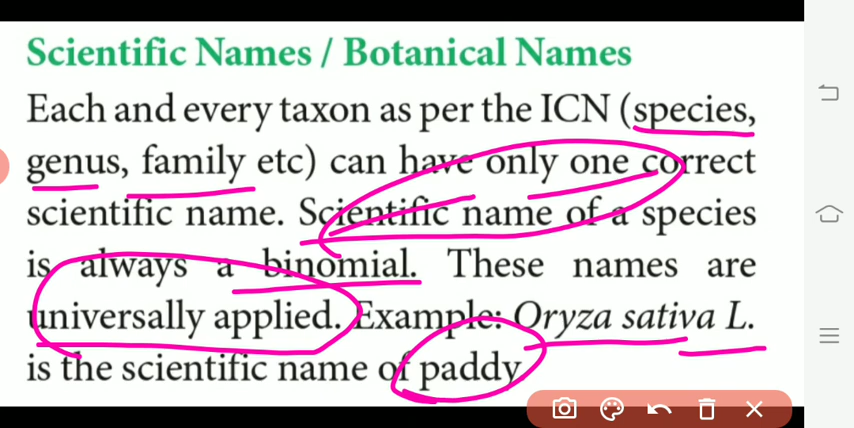 Scientific Names / Botanical Names
Each and every taxon as per the ICN (species,
genus, family etc) can have only one correct
scientific name. Scientific name of a species
is always a binomial. These names are
universally applied. Example: Oryza sativa L.
is the scientific name of paddy